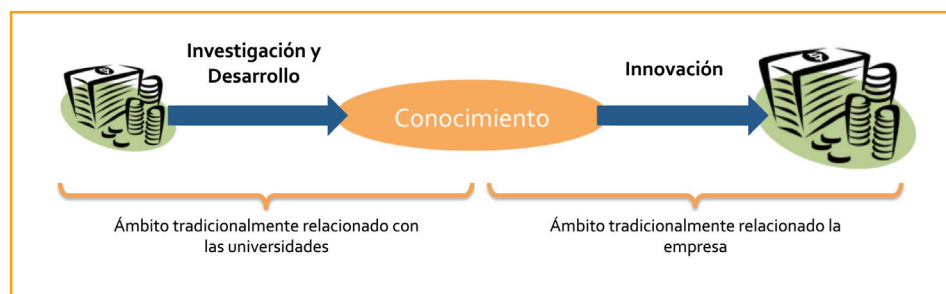 Investigación y
Desarrollo
Innovación
Conocimiento
Ámbito tradicionalmente relacionado con
las universidades
Ámbito tradicionalmente relacionado la
empresa